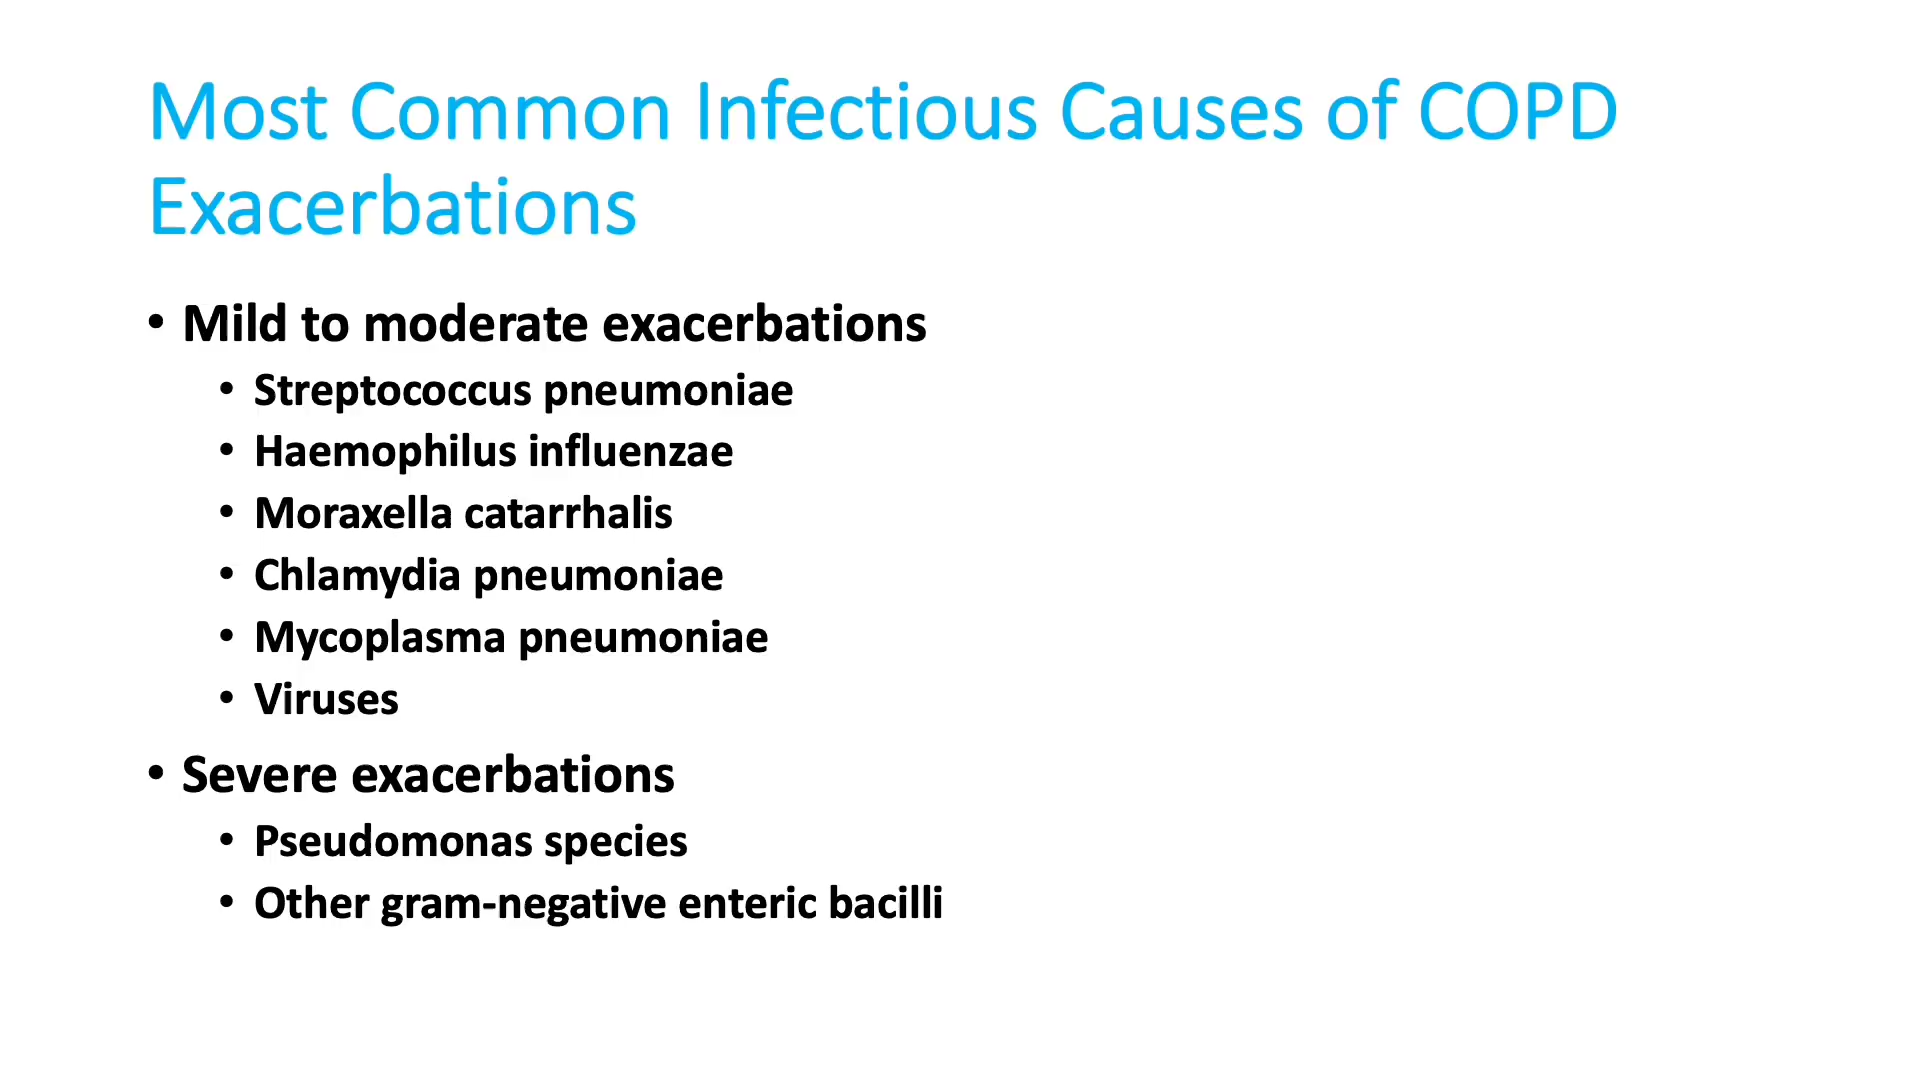 Most Common Infectious Causes of COPD
Exacerbations
• Mild to moderate exacerbations
• Streptococcus pneumoniae
• Haemophilus influenzae
• Moraxella catarrhalis
• Chlamydia pneumoniae
• Mycoplasma pneumoniae
• Viruses
• Severe exacerbations
• Pseudomonas species
• Other gram-negative enteric bacilli